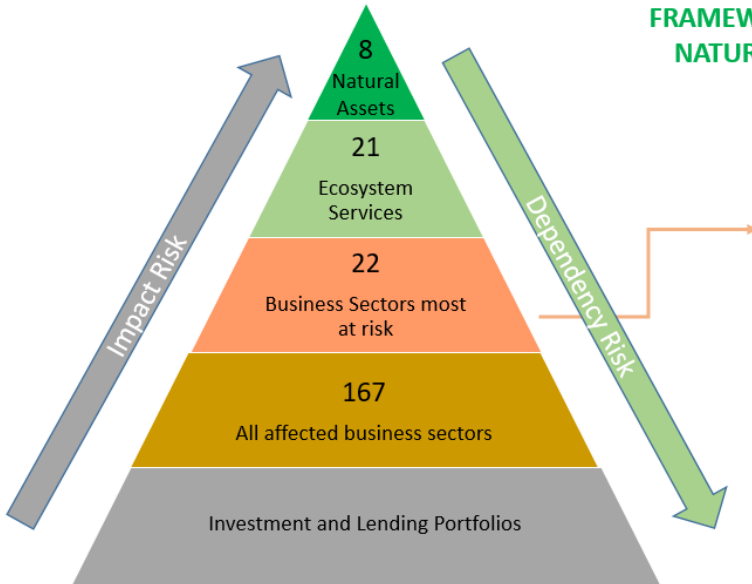 NATUR
8
Natural
Assets
21
Ecosystem
Services
22
Business Sectors most
at risk
167
All affected business sectors
Investment and Lending Portfolios
Impact Risk
Dependency Risk